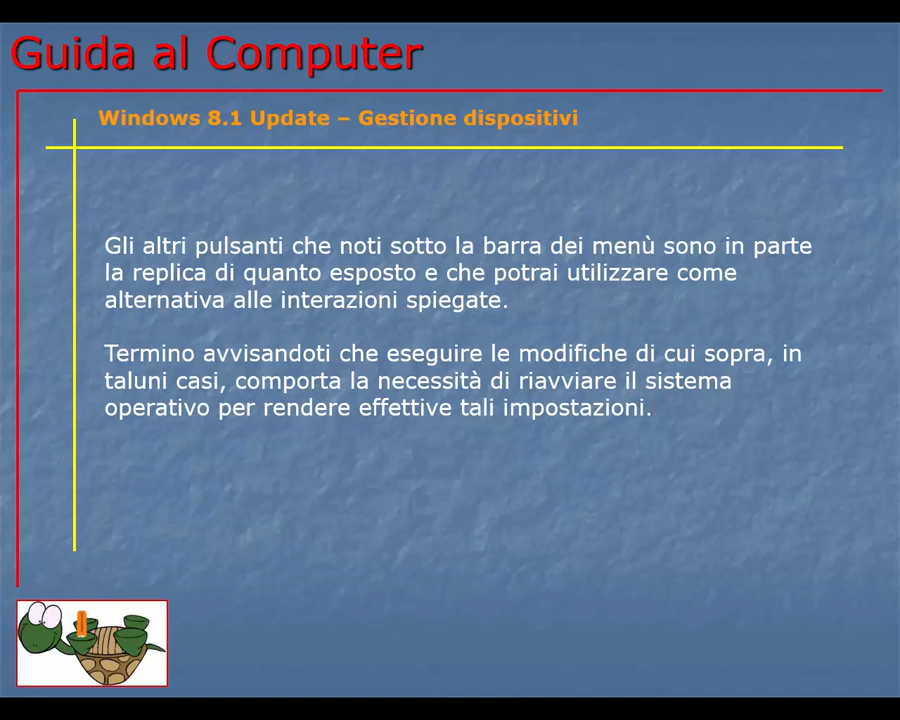 Guida al Computer
Windows 8.1 Update – Gestione dispositivi
Gli altri pulsanti che noti sotto la barra dei menù sono in parte
la replica di quanto esposto e che potrai utilizzare come
alternativa alle interazioni spiegate.
Termino avvisandoti che eseguire le modifiche di cui sopra, in
taluni casi, comporta la necessità di riavviare il sistema
operativo per rendere effettive tali impostazioni.